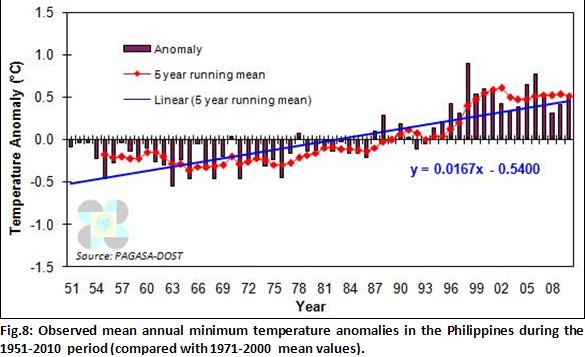 1.5
1.0
0.5
0.0
-0.5
-1.0
-1.5
Temperature Anomaly (°C)
Anomaly
5 year running mean
Linear (5 year running mean)
y = 0.0167x - 0.5400
Source: PAGASA-DOST
51 54 57 60 63 66 69 72 75 78 81 84 87 90 93 96 99 02 05 08
Year
Fig.8: Observed mean annual minimum temperature anomalies in the Philippines during the
1951-2010 period (compared with 1971-2000 mean values).